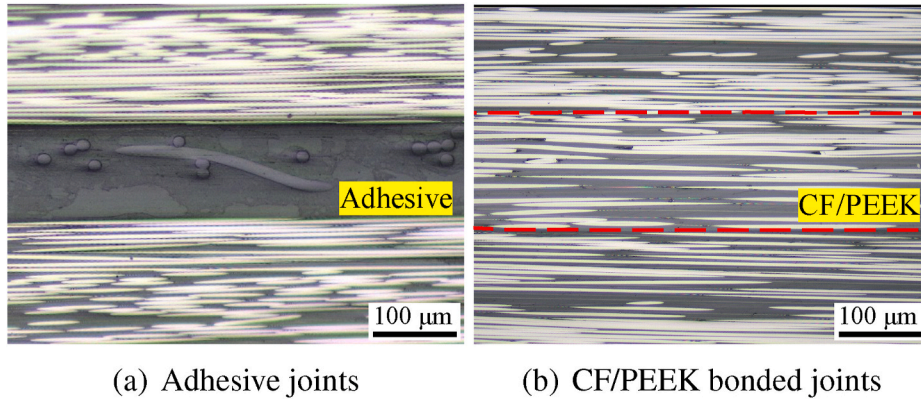 Adhesive
100 μm
CF/PEEK
100 μm
(a) Adhesive joints
(b) CF/PEEK bonded joints